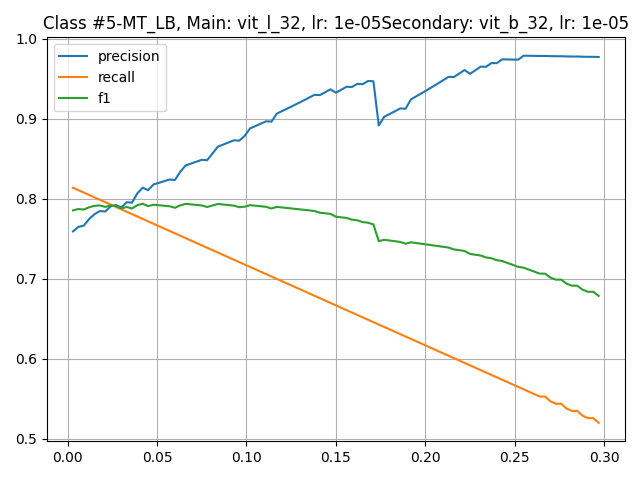 Class #5-MT_LB, Main: vit_l_32, lr: 1e-05Secondary: vit_b_32, lr: 1e-05
precision
recall
f1
1.0
0.9
0.8
0.7
0.6
0.5
0.00 0.05 0.10 0.15 0.20 0.25 0.30